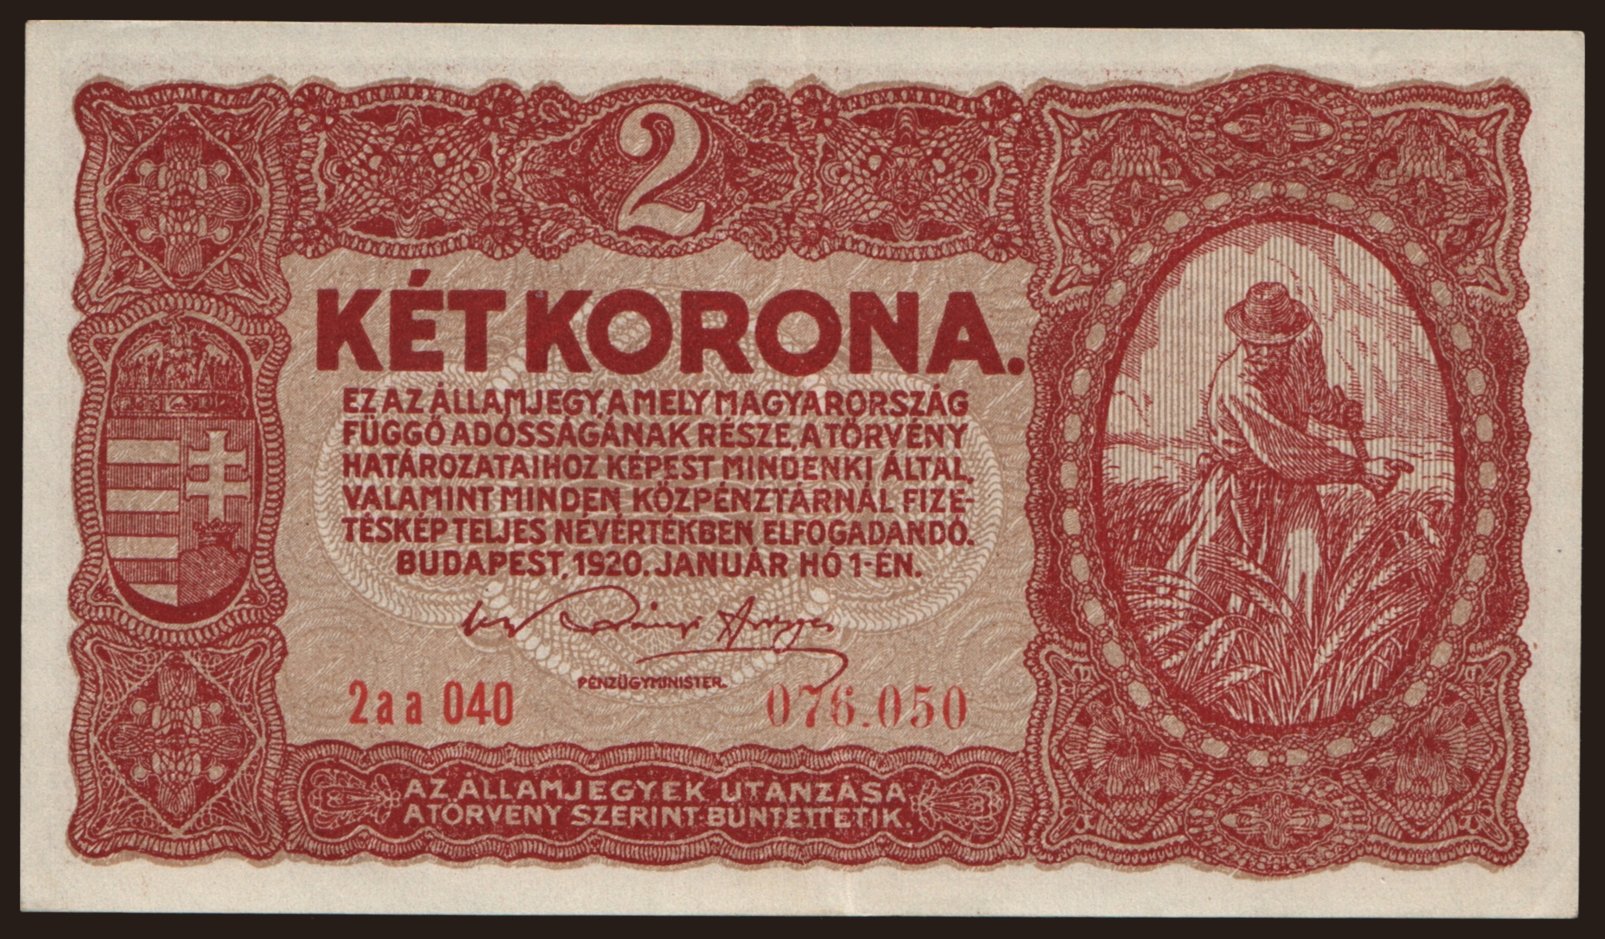 2
KÉT KORONA.
EZ AZ ÁLLAMJEGY, AMELY MAGYARORSZÁG
FÜGGŐ ADÓSSÁGÁNAK RÉSZE, A TÖRVÉNY
HATÁROZATAIHOZ KÉPEST MINDENKI ÁLTAL,
VALAMINT MINDEN KÖZPÉNZTÁRNÁL FIZE-
TÉSKÉP TELJES NÉVÉRTÉKBEN ELFOGADANDÓ.
BUDAPEST, 1920. JANUÁR HÓ 1-ÉN.
PÉNZÜGYMINISTER.
2aa 040 076.050
AZ ÁLLAMJEGYEK UTÁNZÁSA
A TÖRVÉNY SZERINT BÜNTETTETIK.